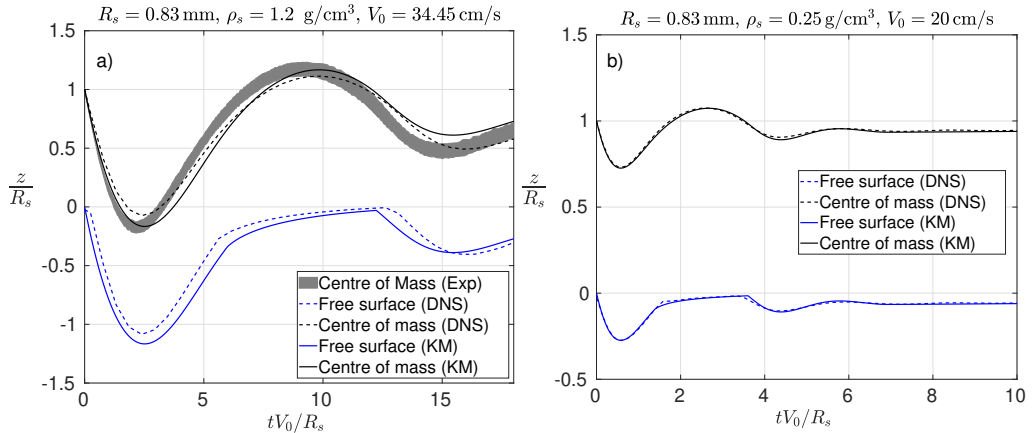 R_s = 0.83 mm, ρ_s = 1.2 g/cm³, V_0 = 34.45 cm/s
a)
1.5
1
0.5
0
-0.5
-1
-1.5
z/R_s
0 5 10 15
tV_0/R_s
Centre of Mass (Exp)
Free surface (DNS)
Centre of mass (DNS)
Free surface (KM)
Centre of mass (KM)
R_s = 0.83 mm, ρ_s = 0.25 g/cm³, V_0 = 20 cm/s
b)
1.5
1
0.5
0
-0.5
z/R_s
0 2 4 6 8 10
tV_0/R_s
Free surface (DNS)
Centre of mass (DNS)
Free surface (KM)
Centre of mass (KM)